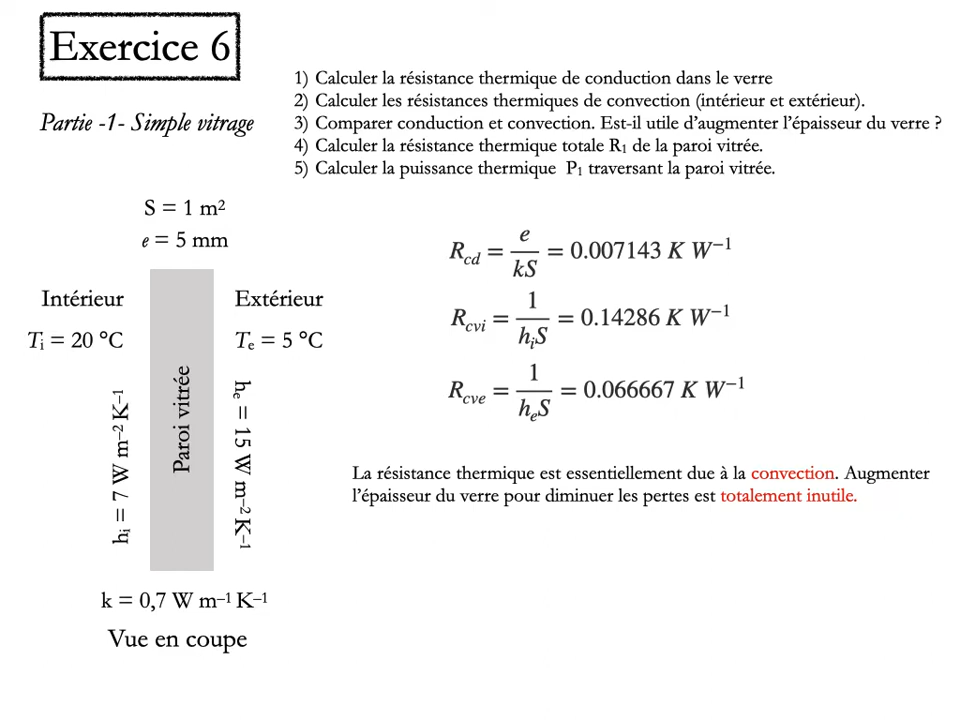 Exercice 6
Partie -1- Simple vitrage
1) Calculer la résistance thermique de conduction dans le verre
2) Calculer les résistances thermiques de convection (intérieur et extérieur).
3) Comparer conduction et convection. Est-il utile d'augmenter l'épaisseur du verre ?
4) Calculer la résistance thermique totale R₁ de la paroi vitrée.
5) Calculer la puissance thermique P₁ traversant la paroi vitrée.
S = 1 m²
e = 5 mm
Intérieur
Extérieur
Tᵢ = 20 °C
Tₑ = 5 °C
Paroi vitrée
hᵢ = 7 W m⁻² K⁻¹
hₑ = 15 W m⁻² K⁻¹
k = 0,7 W m⁻¹ K⁻¹
Vue en coupe
R_cd = e/kS = 0.007143 K W⁻¹
R_cvi = 1/hᵢS = 0.14286 K W⁻¹
R_cve = 1/hₑS = 0.066667 K W⁻¹
La résistance thermique est essentiellement due à la convection. Augmenter
l'épaisseur du verre pour diminuer les pertes est totalement inutile.